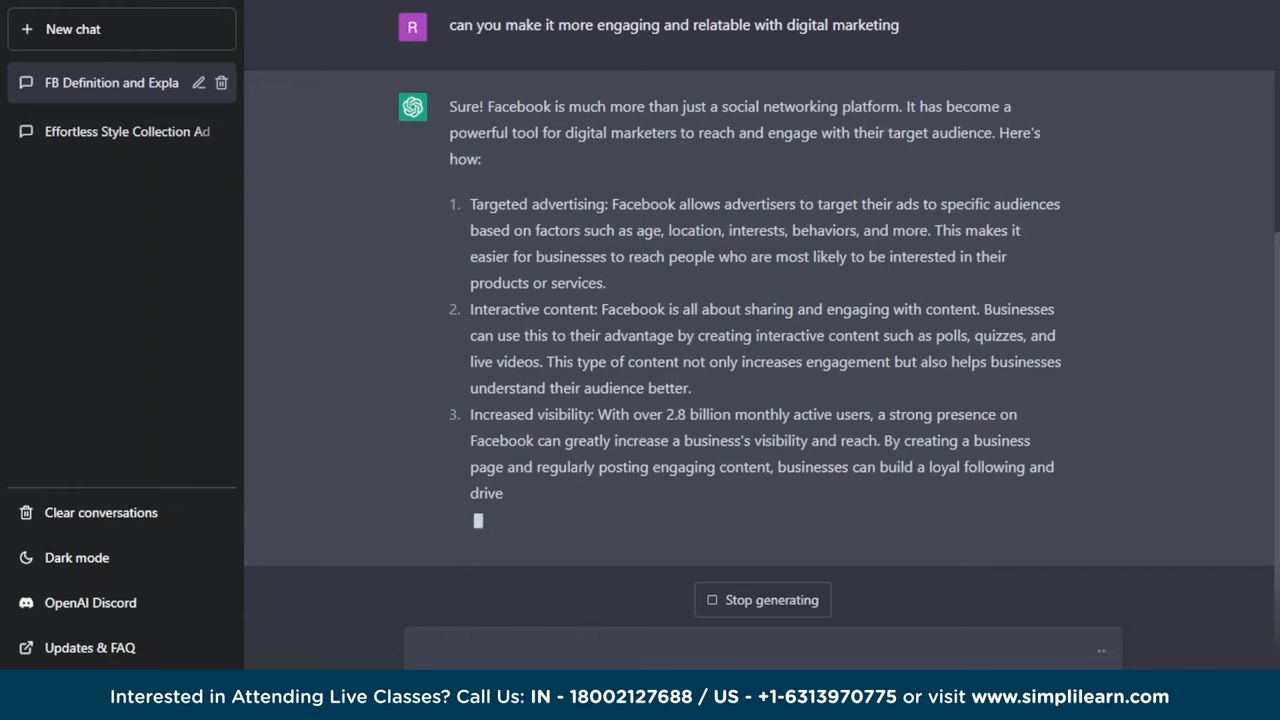 New chat
FB Definition and Expla
Effortless Style Collection Ad
Clear conversations
Dark mode
OpenAI Discord
Updates & FAQ
R
can you make it more engaging and relatable with digital marketing
Sure! Facebook is much more than just a social networking platform. It has become a
powerful tool for digital marketers to reach and engage with their target audience. Here's
how:
1. Targeted advertising: Facebook allows advertisers to target their ads to specific audiences
based on factors such as age, location, interests, behaviors, and more. This makes it
easier for businesses to reach people who are most likely to be interested in their
products or services.
2. Interactive content: Facebook is all about sharing and engaging with content. Businesses
can use this to their advantage by creating interactive content such as polls, quizzes, and
live videos. This type of content not only increases engagement but also helps businesses
understand their audience better.
3. Increased visibility: With over 2.8 billion monthly active users, a strong presence on
Facebook can greatly increase a business's visibility and reach. By creating a business
page and regularly posting engaging content, businesses can build a loyal following and
drive
Stop generating
Interested in Attending Live Classes? Call Us: IN - 18002127688 / US - +1-6313970775 or visit www.simplilearn.com